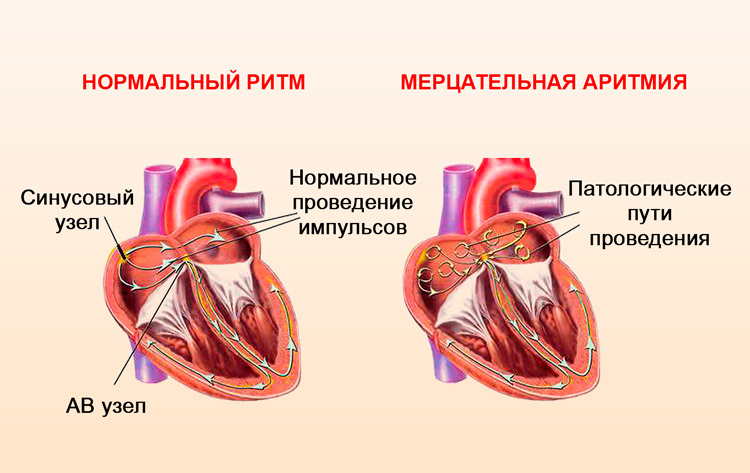 НОРМАЛЬНЫЙ РИТМ
МЕРЦАТЕЛЬНАЯ АРИТМИЯ
Синусовый
узел
Нормальное
проведение
импульсов
АВ узел
Патологические
пути
проведения